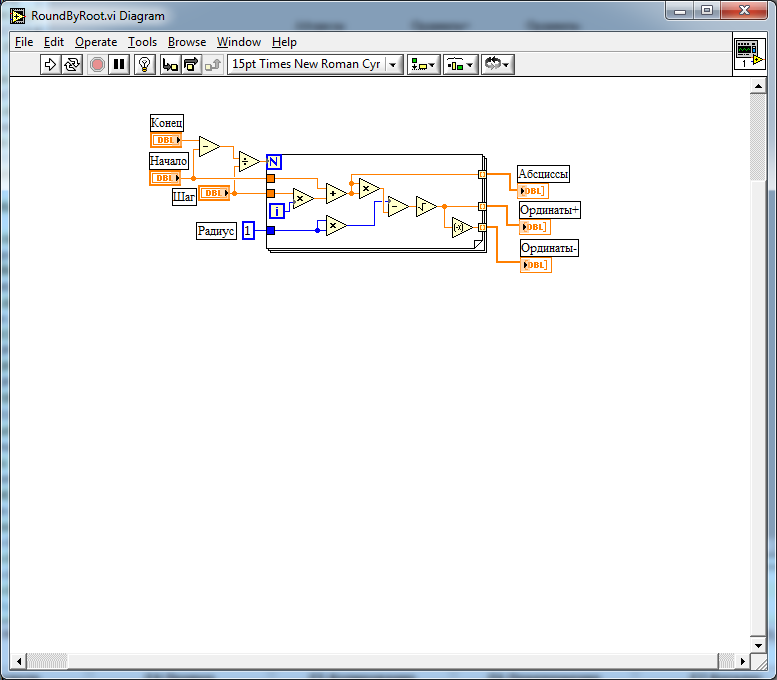 RoundByRoot.vi Diagram
File Edit Operate Tools Browse Window Help
15pt Times New Roman Cyr
1
Конец
DBL
Начало
DBL
Шаг
DBL
N
i
Радиус
1
Абсциссы
DBL
Ординаты+
DBL
Ординаты-
DBL